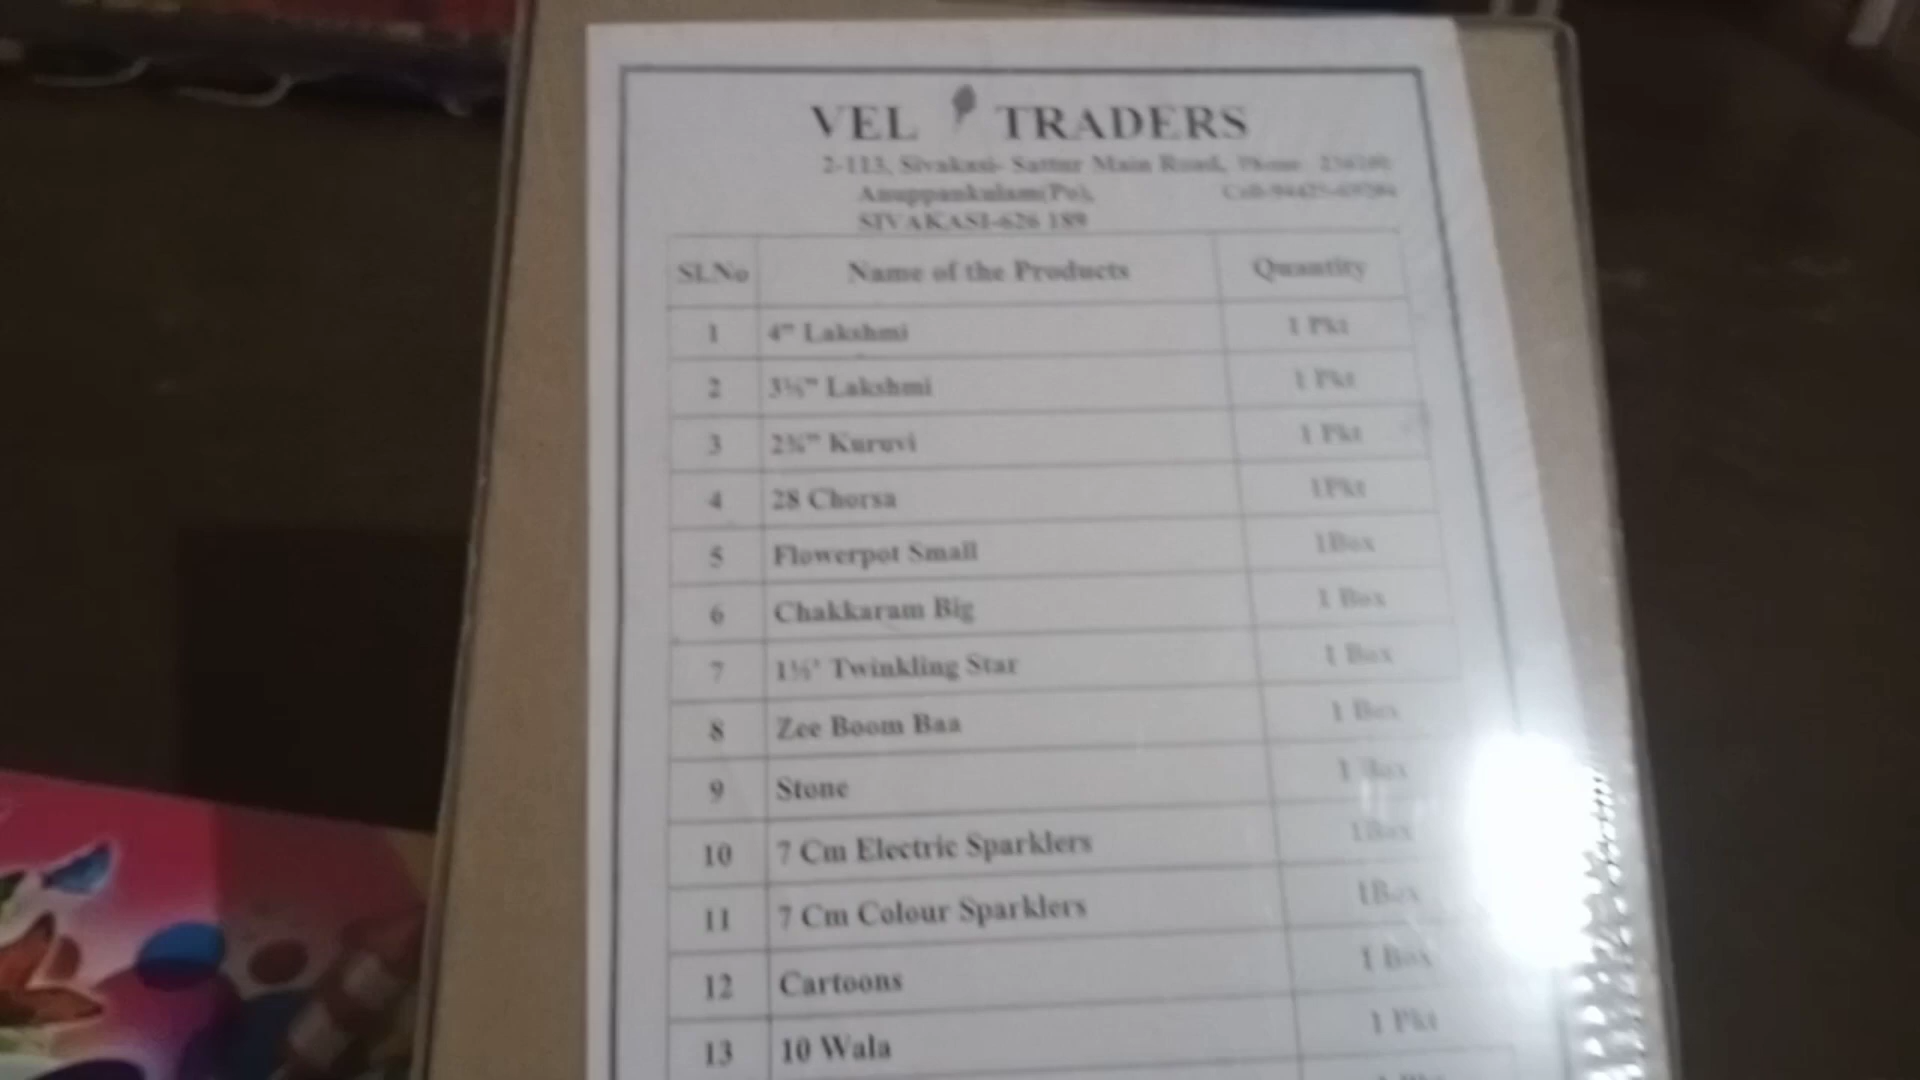 VEL TRADERS
2-113, Sivakasi- Sattur Main Road, Phone
Anuppankulam(Po),
SIVAKASI-626 189
Sl.No Name of the Products Quantity
1 4" Lakshmi 1 Pkt
2 3½" Lakshmi 1 Pkt
3 2¾" Kuruvi 1 Pkt
4 28 Chorsa 1Pkt
5 Flowerpot Small 1Box
6 Chakkaram Big 1 Box
7 1½' Twinkling Star 1 Box
8 Zee Boom Baa 1 Box
9 Stone 1 Box
10 7 Cm Electric Sparklers 1Box
11 7 Cm Colour Sparklers 1Box
12 Cartoons 1 Box
13 10 Wala 1 Pkt